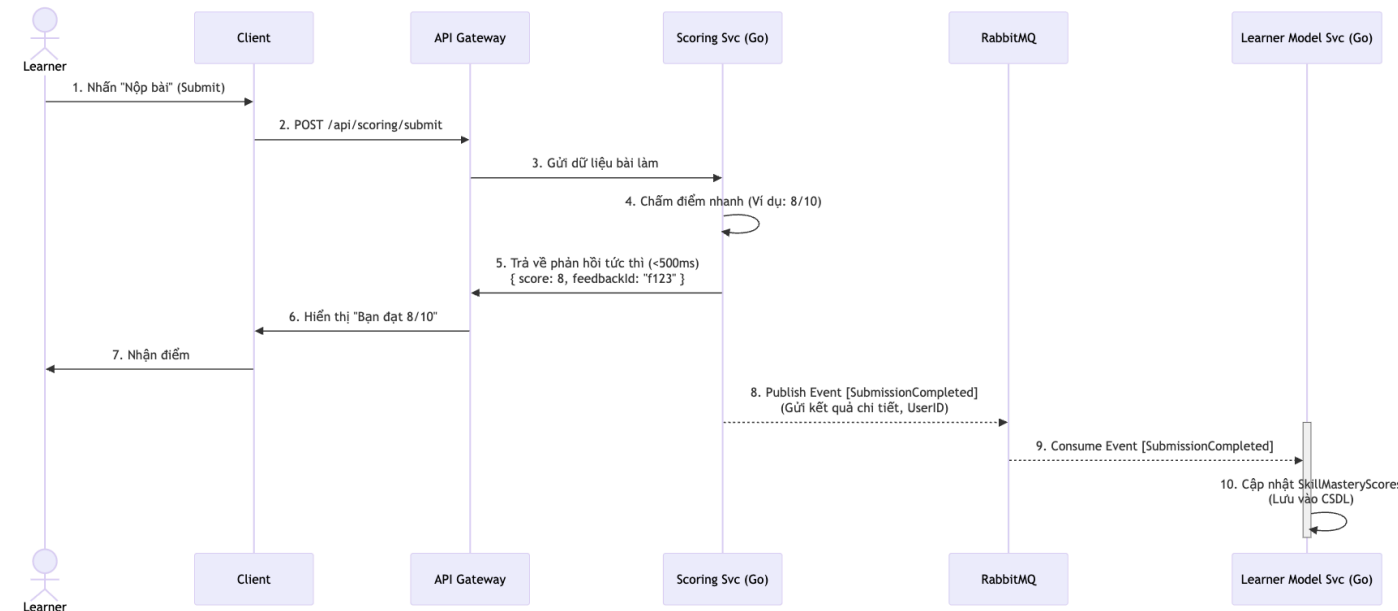 Client
API Gateway
Scoring Svc (Go)
RabbitMQ
Learner Model Svc (Go)
Learner
1. Nhấn "Nộp bài" (Submit)
2. POST /api/scoring/submit
3. Gửi dữ liệu bài làm
4. Chấm điểm nhanh (Ví dụ: 8/10)
5. Trả về phản hồi tức thì (<500ms)
{ score: 8, feedbackId: "f123" }
6. Hiển thị "Bạn đạt 8/10"
7. Nhận điểm
8. Publish Event [SubmissionCompleted]
(Gửi kết quả chi tiết, UserID)
9. Consume Event [SubmissionCompleted]
10. Cập nhật SkillMasteryScores
(Lưu vào CSDL)
Client
API Gateway
Scoring Svc (Go)
RabbitMQ
Learner Model Svc (Go)
Learner